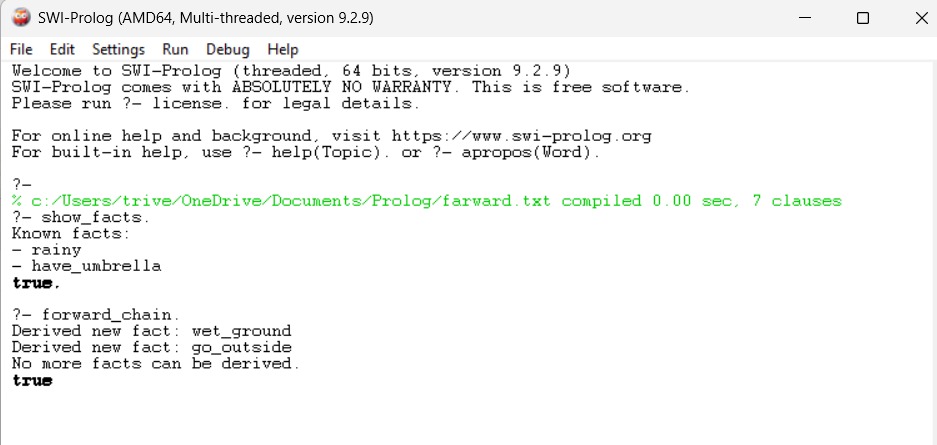 SWI-Prolog (AMD64, Multi-threaded, version 9.2.9)
File Edit Settings Run Debug Help
Welcome to SWI-Prolog (threaded, 64 bits, version 9.2.9)
SWI-Prolog comes with ABSOLUTELY NO WARRANTY. This is free software.
Please run ?- license. for legal details.

For online help and background, visit https://www.swi-prolog.org
For built-in help, use ?- help(Topic). or ?- apropos(Word).

?-
% c:/Users/trive/OneDrive/Documents/Prolog/farward.txt compiled 0.00 sec, 7 clauses
?- show_facts.
Known facts:
- rainy
- have_umbrella
true.

?- forward_chain.
Derived new fact: wet_ground
Derived new fact: go_outside
No more facts can be derived.
true